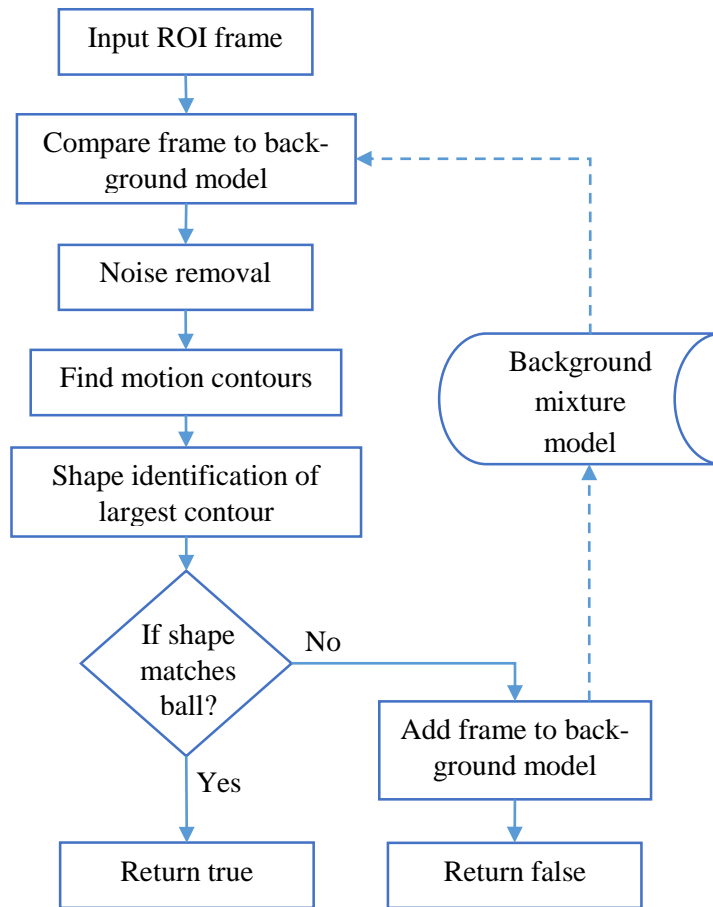 Input ROI frame
Compare frame to back-
ground model
Noise removal
Find motion contours
Background
mixture
model
Shape identification of
largest contour
If shape
matches
ball?
No
Yes
Add frame to back-
ground model
Return true
Return false